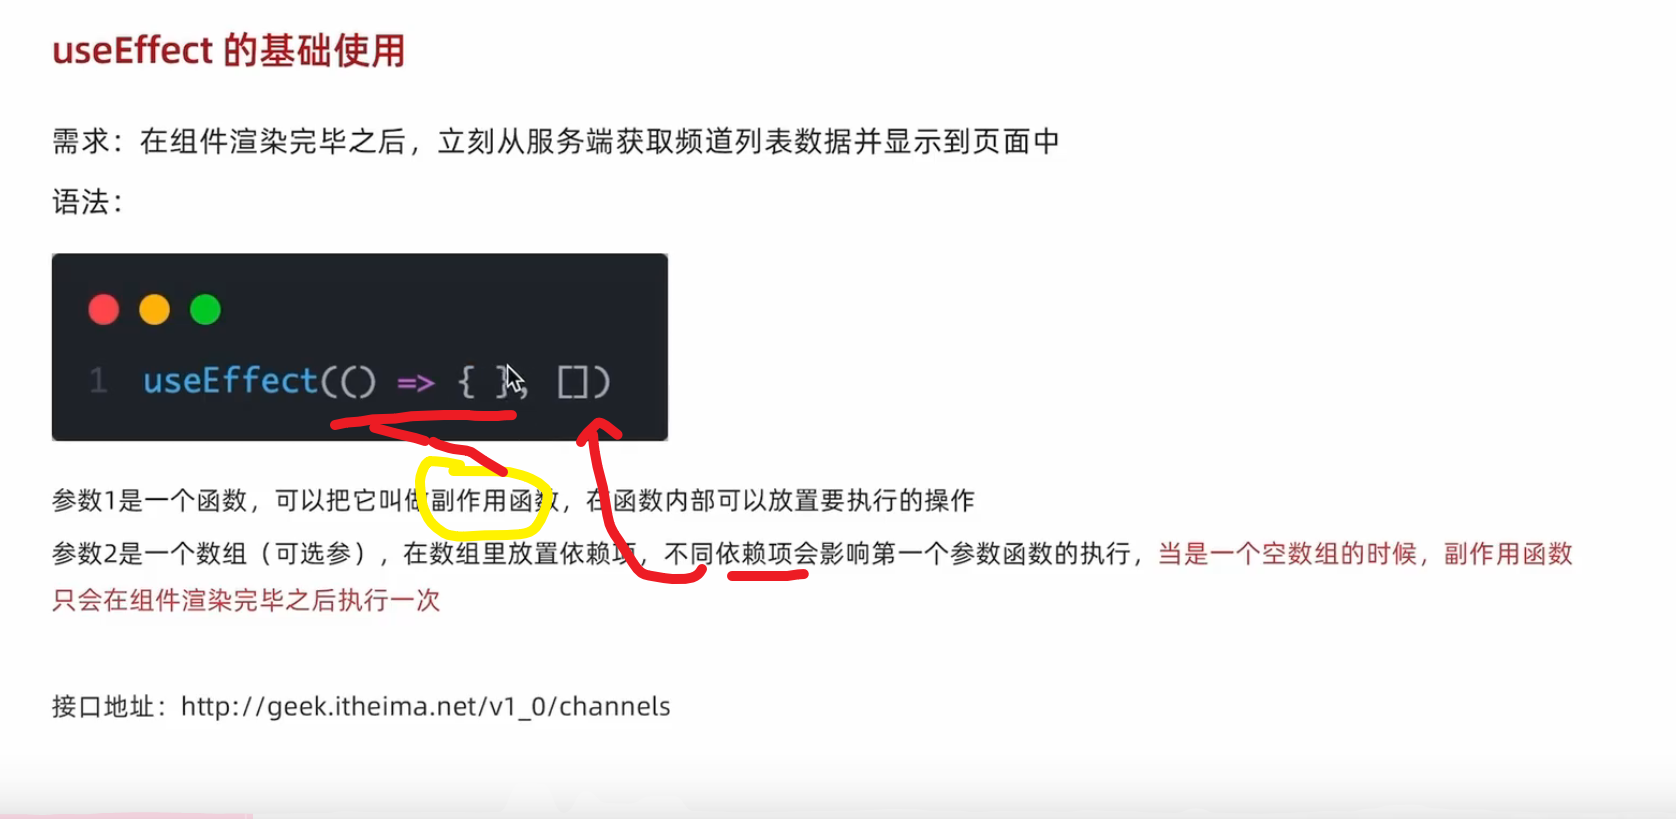 useEffect 的基础使用
需求：在组件渲染完毕之后，立刻从服务端获取频道列表数据并显示到页面中
语法：
1 useEffect(() => { }, [])
参数1是一个函数，可以把它叫做副作用函数，在函数内部可以放置要执行的操作
参数2是一个数组（可选参），在数组里放置依赖项，不同依赖项会影响第一个参数函数的执行，当是一个空数组的时候，副作用函数
只会在组件渲染完毕之后执行一次
接口地址：http://geek.itheima.net/v1_0/channels